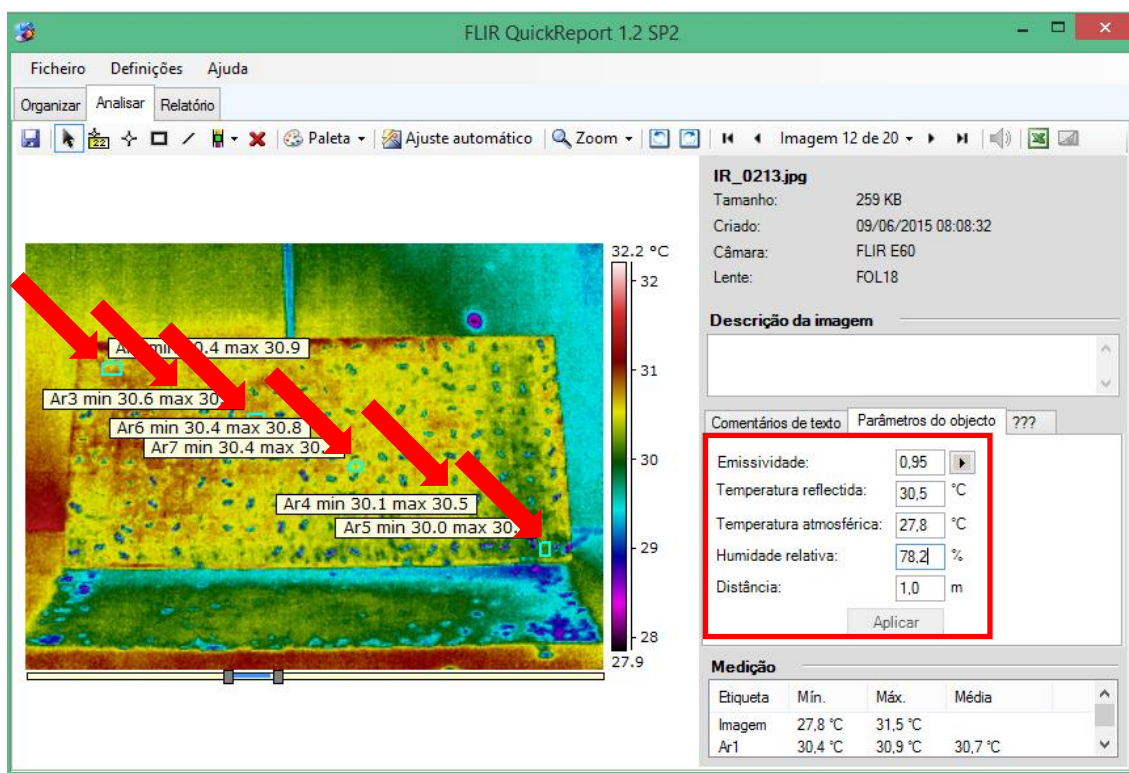 FLIR QuickReport 1.2 SP2
Ficheiro Definições Ajuda
Organizar Analisar Relatório
22 Paleta Ajuste automático Zoom Imagem 12 de 20
IR_0213.jpg
Tamanho: 259 KB
Criado: 09/06/2015 08:08:32
Câmara: FLIR E60
Lente: FOL18
Descrição da imagem
Comentários de texto Parâmetros do objecto ???
Emissividade: 0,95
Temperatura reflectida: 30,5 °C
Temperatura atmosférica: 27,8 °C
Humidade relativa: 78,2 %
Distância: 1,0 m
Aplicar
Medição
Etiqueta Mín. Máx. Média
Imagem 27,8 °C 31,5 °C
Ar1 30,4 °C 30,9 °C 30,7 °C
32.2 °C
32
31
30
29
28
27.9
max 30.9
Ar3 min 30.6 max
Ar6 min 30.4 max 30.8
Ar7 min 30.4 max
Ar4 min 30.1 max 30.5
Ar5 min 30.0 max